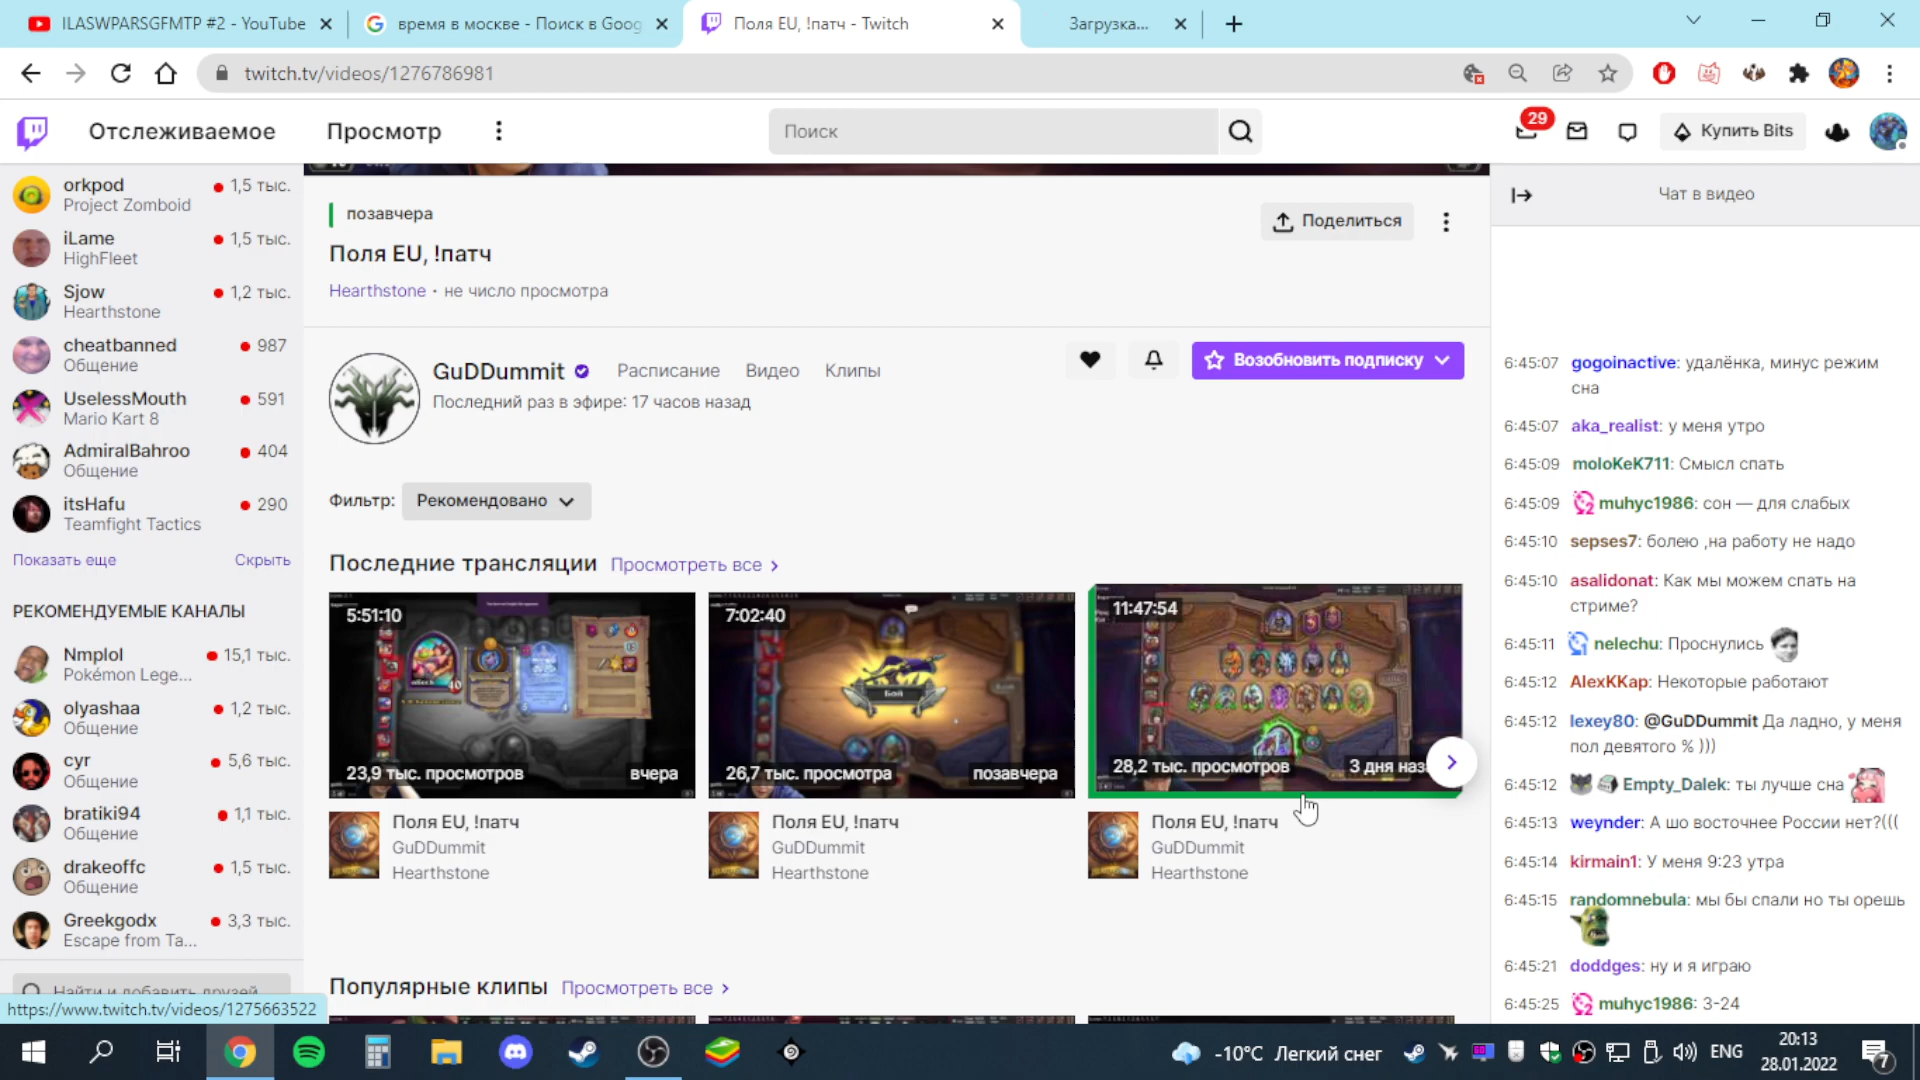 ILASWPARSGFMTP #2 - YouTube
время в москве - Поиск в Goog
Поля EU, !патч - Twitch
Загрузка...
twitch.tv/videos/1276786981
Отслеживаемое
Просмотр
Поиск
29
Купить Bits
orkpod
1,5 тыс.
Project Zomboid
iLame
1,5 тыс.
HighFleet
Sjow
1,2 тыс.
Hearthstone
cheatbanned
987
Общение
UselessMouth
591
Mario Kart 8
AdmiralBahroo
404
Общение
itsHafu
290
Teamfight Tactics
Показать еще
Скрыть
РЕКОМЕНДУЕМЫЕ КАНАЛЫ
Nmplol
15,1 тыс.
Pokémon Lege...
olyashaa
1,2 тыс.
Общение
cyr
5,6 тыс.
Общение
bratiki94
1,1 тыс.
Общение
drakeoffc
1,5 тыс.
Общение
Greekgodx
3,3 тыс.
Escape from Ta...
Найти и добавить друзей
https://www.twitch.tv/videos/1275663522
позавчера
Поля EU, !патч
Hearthstone · не число просмотра
Поделиться
GuDDummit
Расписание
Видео
Клипы
Последний раз в эфире: 17 часов назад
Возобновить подписку
Фильтр:
Рекомендовано
Последние трансляции
Просмотреть все
5:51:10
23,9 тыс. просмотров
вчера
7:02:40
Бой
26,7 тыс. просмотра
позавчера
11:47:54
28,2 тыс. просмотров
3 дня наза
Поля EU, !патч
GuDDummit
Hearthstone
Поля EU, !патч
GuDDummit
Hearthstone
Поля EU, !патч
GuDDummit
Hearthstone
Популярные клипы
Просмотреть все
Чат в видео
6:45:07 gogoinactive: удалёнка, минус режим
сна
6:45:07 aka_realist: у меня утро
6:45:09 moloKeK711: Смысл спать
6:45:09 muhyc1986: сон — для слабых
6:45:10 sepses7: болею ,на работу не надо
6:45:10 asalidonat: Как мы можем спать на
стриме?
6:45:11 nelechu: Проснулись
6:45:12 AlexKKap: Некоторые работают
6:45:12 lexey80: @GuDDummit Да ладно, у меня
пол девятого % )))
6:45:12 Empty_Dalek: ты лучше сна
6:45:13 weynder: А шо восточнее России нет?(((
6:45:14 kirmain1: У меня 9:23 утра
6:45:15 randomnebula: мы бы спали но ты орешь
6:45:21 doddges: ну и я играю
6:45:25 muhyc1986: 3-24
-10°C Легкий снег
ENG
20:13
28.01.2022
7